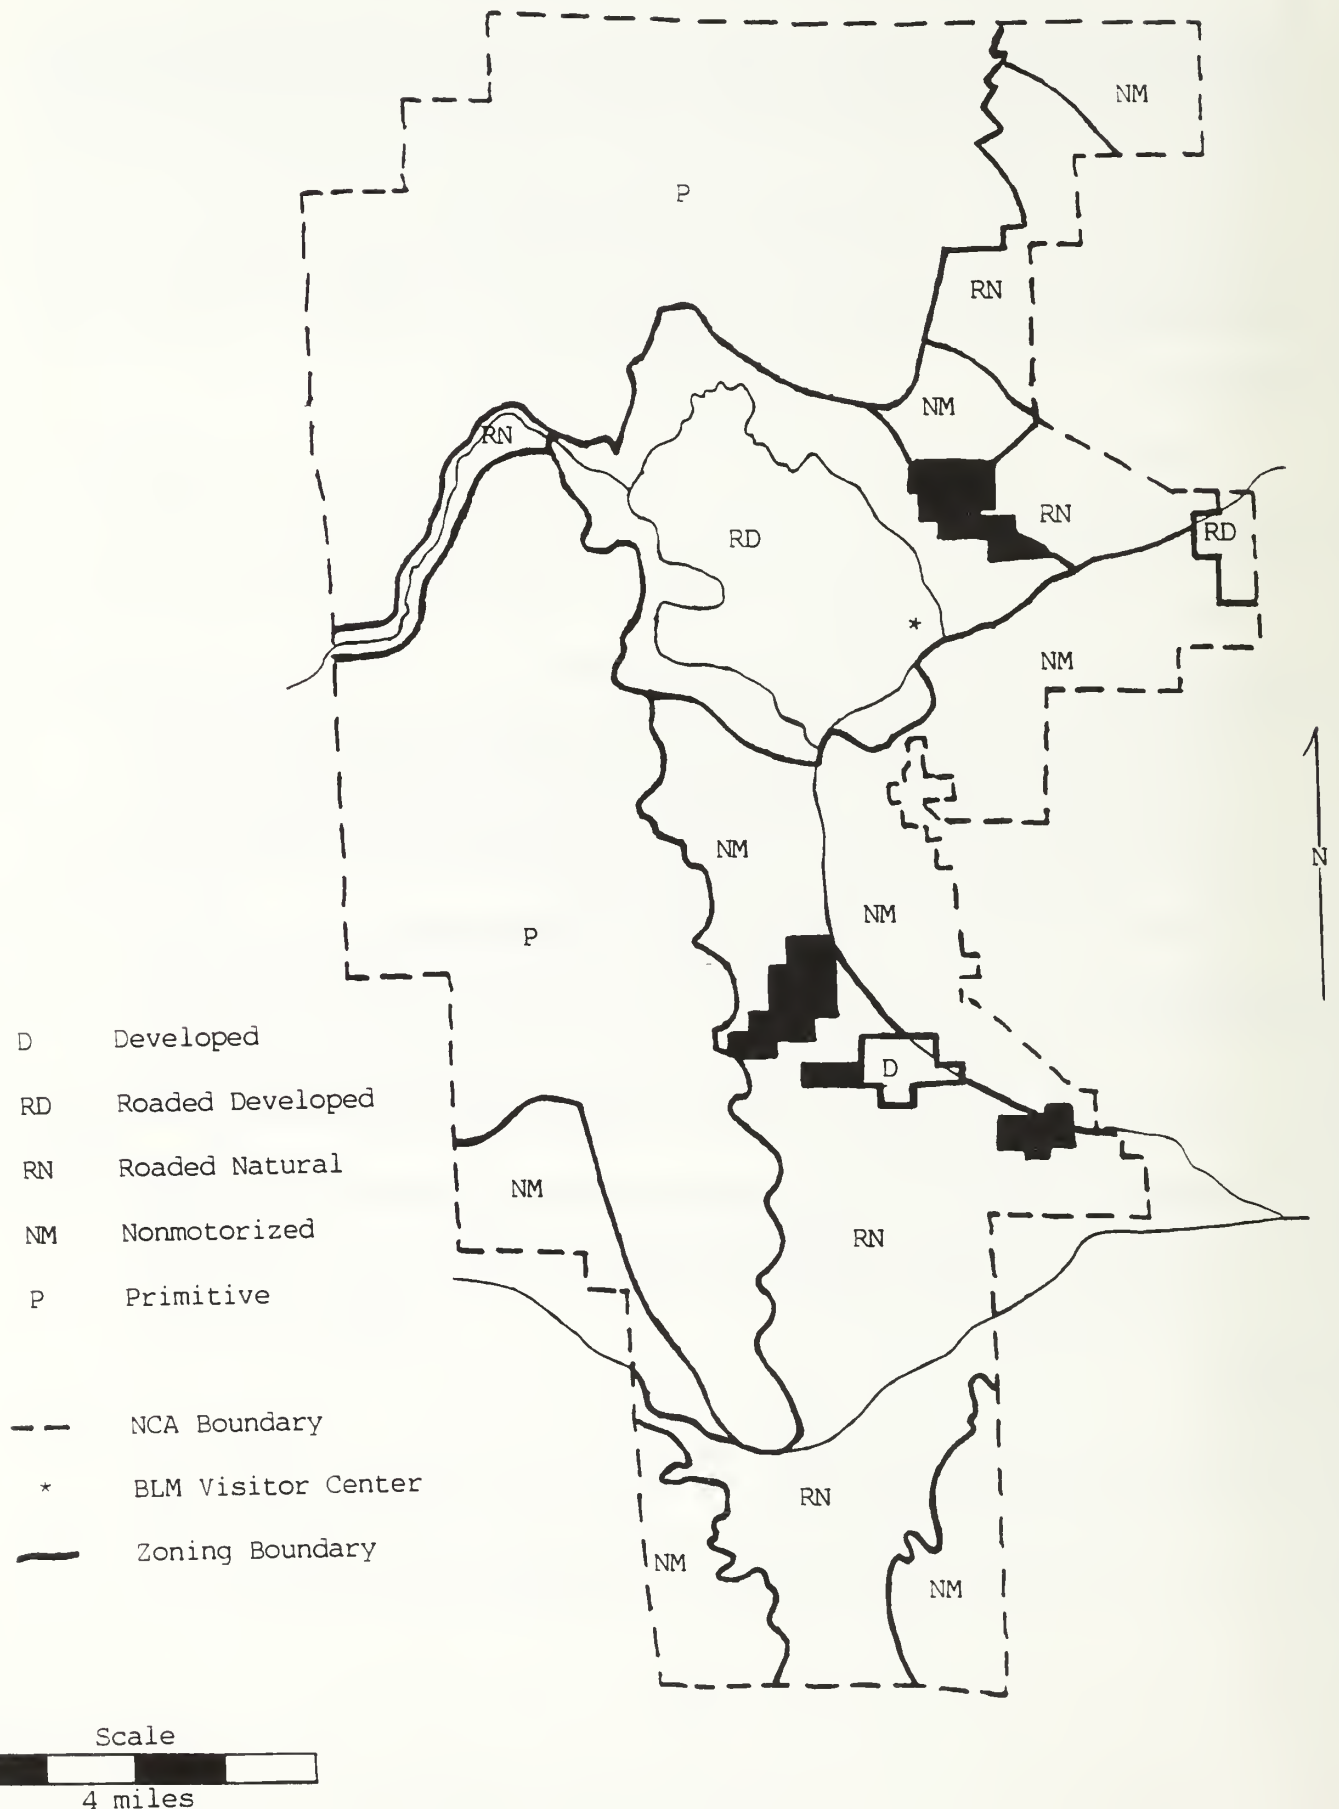 NM
P
RN
NM
RN
RN
RD
RD
*
NM
NM
NM
P
N
D Developed
D
RD Roaded Developed
RN Roaded Natural
NM
NM Nonmotorized
RN
P Primitive
NCA Boundary
* BLM Visitor Center
RN
Zoning Boundary
NM
NM
Scale
4 miles